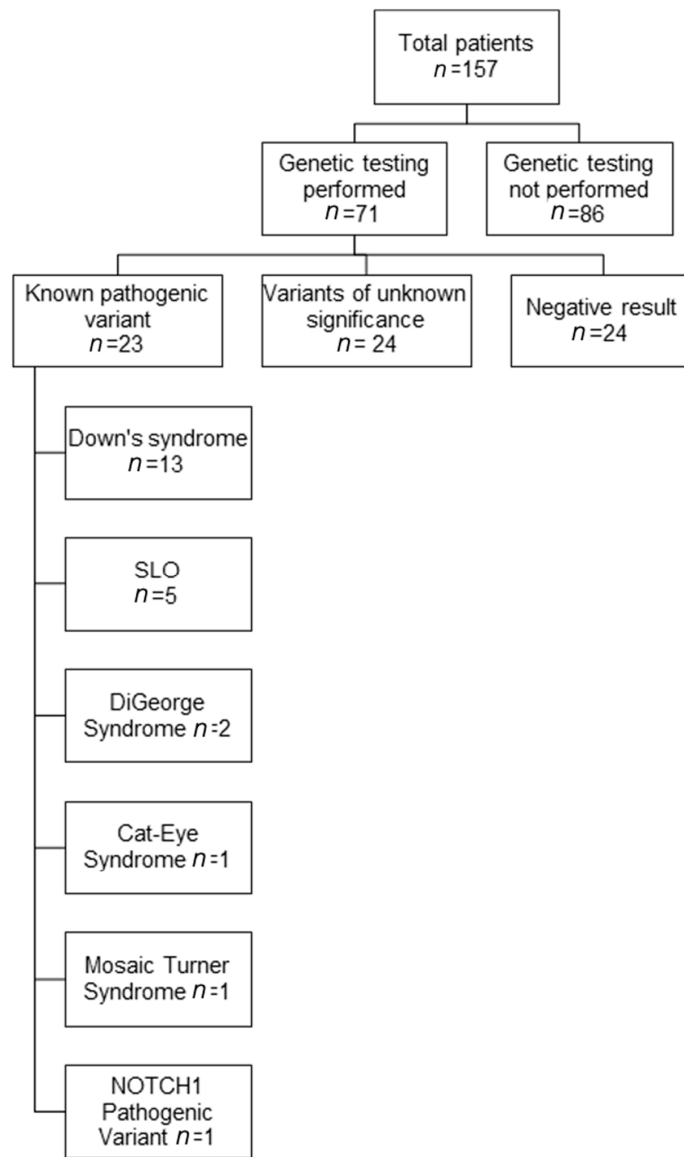 Total patients
n=157
Genetic testing
performed
n=71
Genetic testing
not performed
n=86
Known pathogenic
variant
n=23
Variants of unknown
significance
n= 24
Negative result
n=24
Down's syndrome
n=13
SLO
n=5
DiGeorge
Syndrome n=2
Cat-Eye
Syndrome n=1
Mosaic Turner
Syndrome n=1
NOTCH1
Pathogenic
Variant n=1